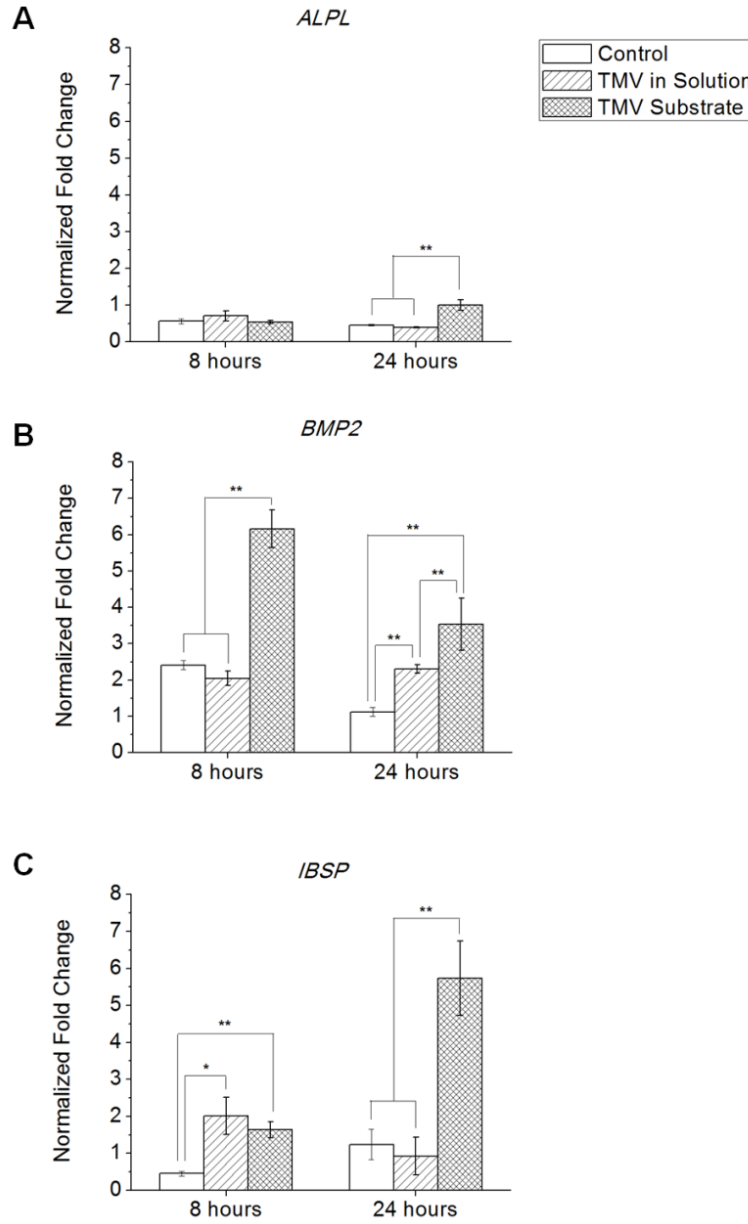 A
ALPL
Control
TMV in Solution
TMV Substrate
Normalized Fold Change
8
7
6
5
4
3
2
1
0
**
8 hours 24 hours
B
BMP2
Normalized Fold Change
8
7
6
5
4
3
2
1
0
**
**
**
**
8 hours 24 hours
C
IBSP
Normalized Fold Change
8
7
6
5
4
3
2
1
0
**
**
*
8 hours 24 hours